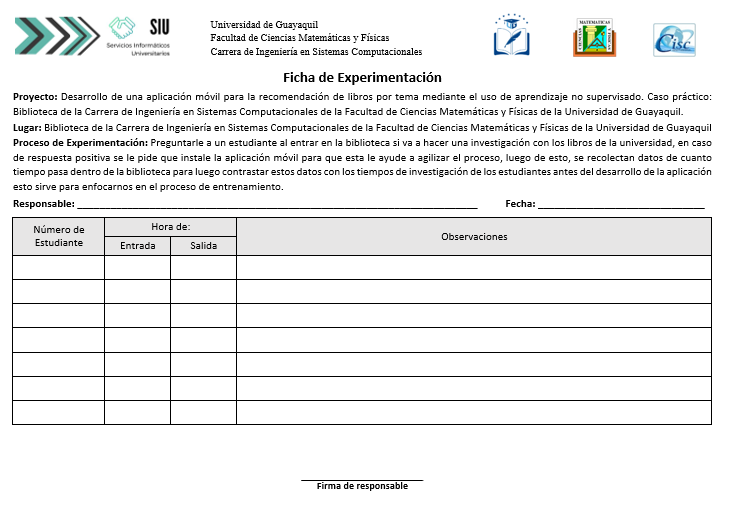 SIU
Servicios Informáticos
Universitarios
Universidad de Guayaquil
Facultad de Ciencias Matemáticas y Físicas
Carrera de Ingeniería en Sistemas Computacionales
MATEMATICAS
Cisc
Ficha de Experimentación
Proyecto: Desarrollo de una aplicación móvil para la recomendación de libros por tema mediante el uso de aprendizaje no supervisado. Caso práctico:
Biblioteca de la Carrera de Ingeniería en Sistemas Computacionales de la Facultad de Ciencias Matemáticas y Físicas de la Universidad de Guayaquil.
Lugar: Biblioteca de la Carrera de Ingeniería en Sistemas Computacionales de la Facultad de Ciencias Matemáticas y Físicas de la Universidad de Guayaquil
Proceso de Experimentación: Preguntarle a un estudiante al entrar en la biblioteca si va a hacer una investigación con los libros de la universidad, en caso
de respuesta positiva se le pide que instale la aplicación móvil para que esta le ayude a agilizar el proceso, luego de esto, se recolectan datos de cuanto
tiempo pasa dentro de la biblioteca para luego contrastar estos datos con los tiempos de investigación de los estudiantes antes del desarrollo de la aplicación
esto sirve para enfocarnos en el proceso de entrenamiento.
Responsable: Fecha:
Número de
Estudiante
Hora de:
Entrada
Salida
Observaciones
Firma de responsable